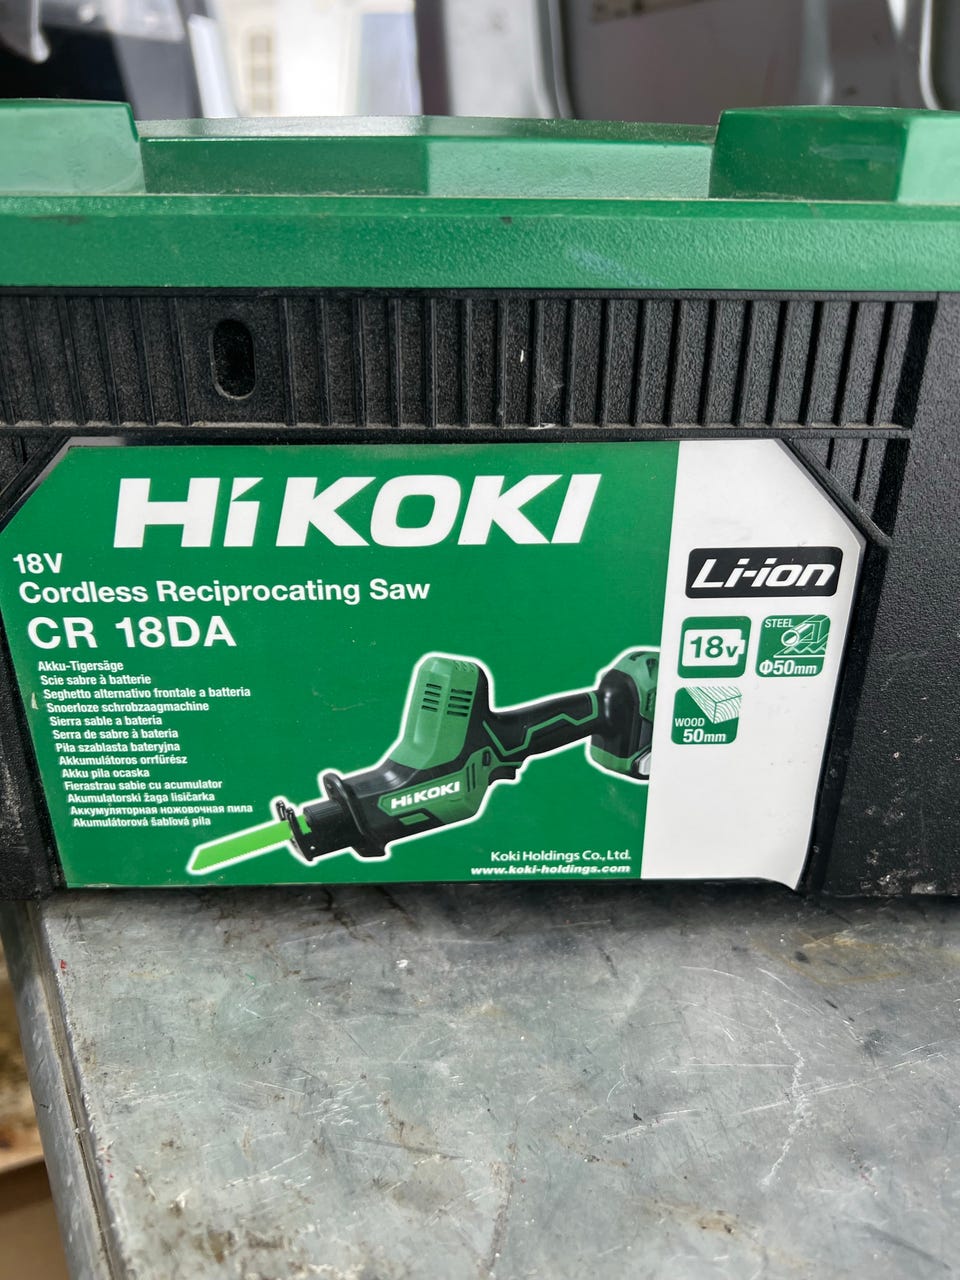 HiKOKI
18V
Cordless Reciprocating Saw
CR 18DA
Akku-Tigersäge
Scie sabre à batterie
Seghetto alternativo frontale a batteria
Snoerloze schrobzaagmachine
Sierra sable a bateria
Serra de sabre à bateria
Piła szablasta bateryjna
Akkumulátoros orrfűrész
Akku pila ocaska
Fierastrau sabie cu acumulator
Akumulatorski žaga lisičarka
Аккумуляторная ножовочная пила
Akumulátorová šabľová píla
HiKOKI
Koki Holdings Co., Ltd.
www.koki-holdings.com
Li-ion
18v
STEEL
Φ50mm
WOOD
50mm